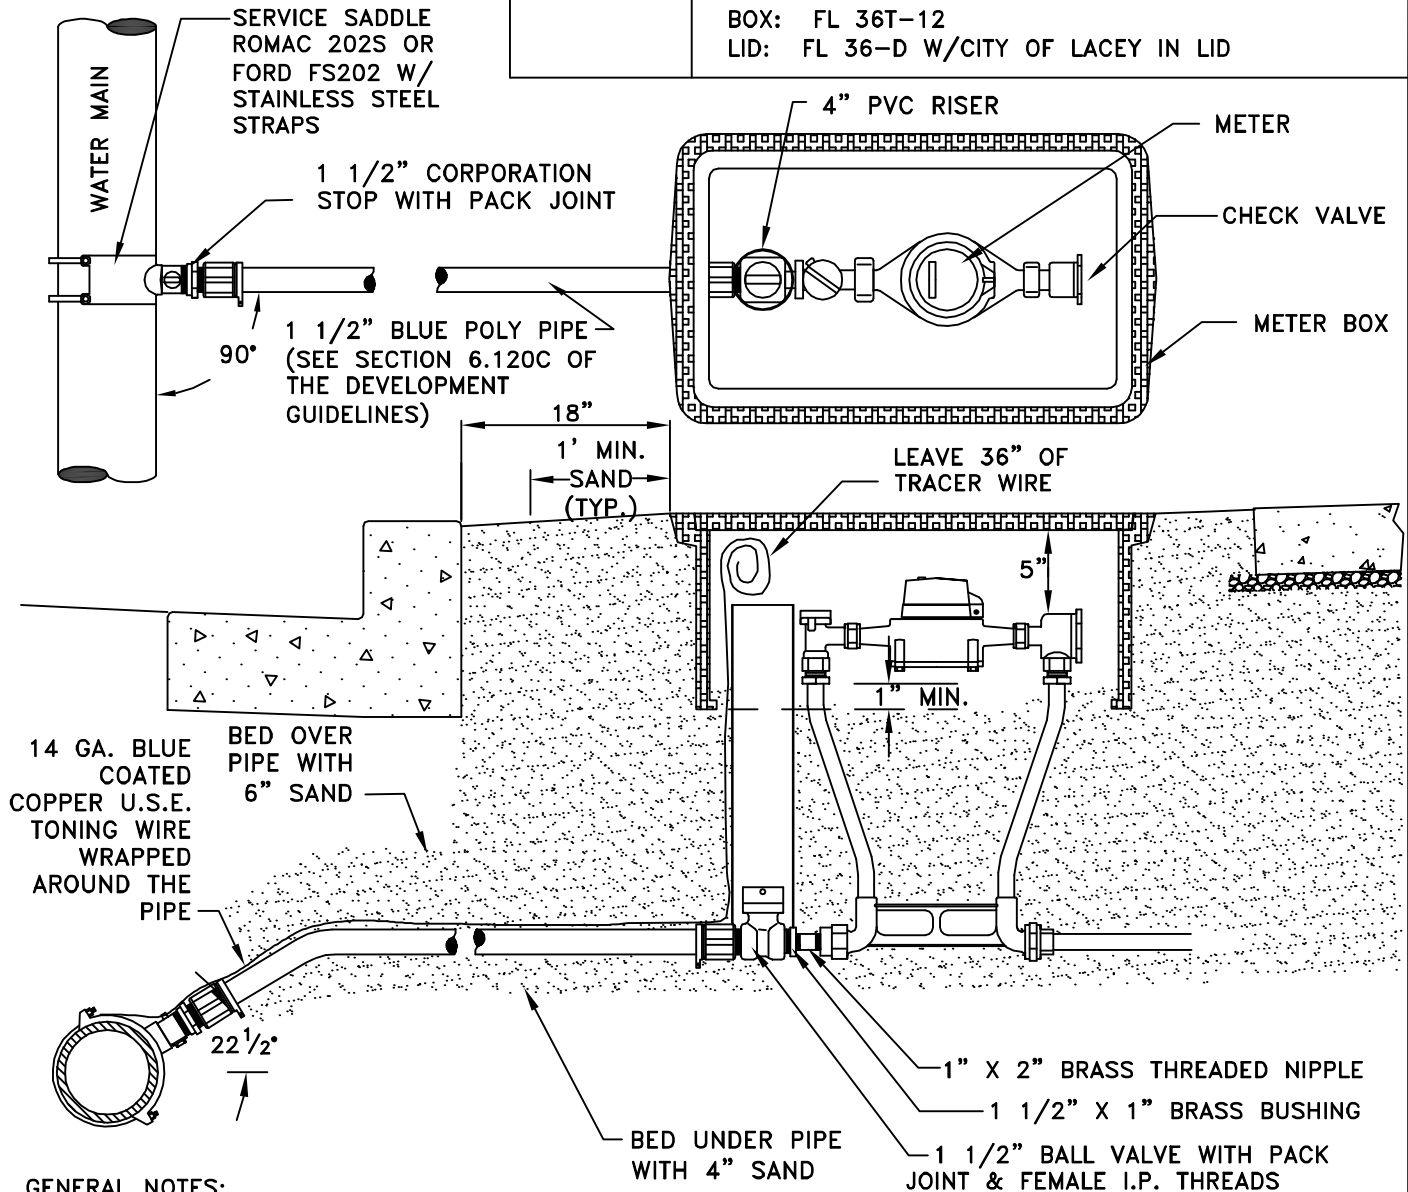 SERVICE SADDLE
ROMAC 202S OR
FORD FS202 W/
STAINLESS STEEL
STRAPS
BOX: FL 36T-12
LID: FL 36-D W/CITY OF LACEY IN LID
WATER MAIN
4" PVC RISER
METER
1 1/2" CORPORATION
STOP WITH PACK JOINT
CHECK VALVE
METER BOX
90°
1 1/2" BLUE POLY PIPE
(SEE SECTION 6.120C OF
THE DEVELOPMENT
GUIDELINES)
18"
1' MIN.
SAND
(TYP.)
LEAVE 36" OF
TRACER WIRE
5"
1" MIN.
BED OVER
PIPE WITH
6" SAND
14 GA. BLUE
COATED
COPPER U.S.E.
TONING WIRE
WRAPPED
AROUND THE
PIPE
22 1/2°
1" X 2" BRASS THREADED NIPPLE
1 1/2" X 1" BRASS BUSHING
1 1/2" BALL VALVE WITH PACK
JOINT & FEMALE I.P. THREADS
BED UNDER PIPE
WITH 4" SAND
GENERAL NOTES: